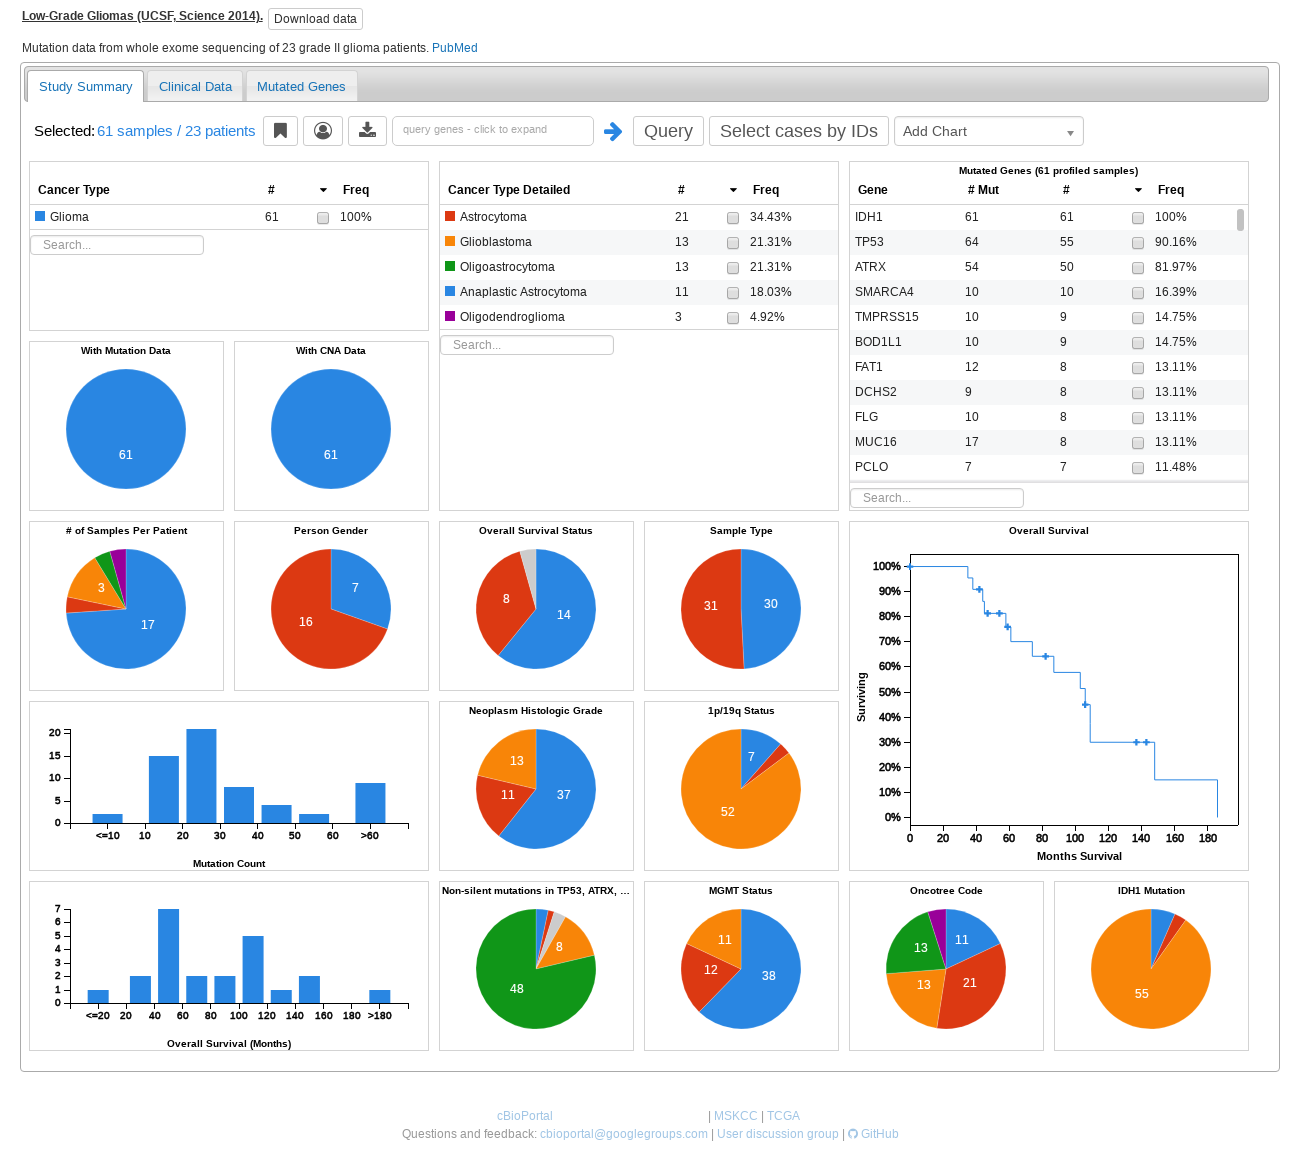 Low-Grade Gliomas (UCSF, Science 2014). Download data
Mutation data from whole exome sequencing of 23 grade II glioma patients. PubMed
Study Summary Clinical Data Mutated Genes
Selected: 61 samples / 23 patients query genes - click to expand Query Select cases by IDs Add Chart
Cancer Type # Freq
Glioma 61 100%
Search...
Cancer Type Detailed # Freq
Astrocytoma 21 34.43%
Glioblastoma 13 21.31%
Oligoastrocytoma 13 21.31%
Anaplastic Astrocytoma 11 18.03%
Oligodendroglioma 3 4.92%
Search...
Mutated Genes (61 profiled samples)
Gene # Mut # Freq
IDH1 61 61 100%
TP53 64 55 90.16%
ATRX 54 50 81.97%
SMARCA4 10 10 16.39%
TMPRSS15 10 9 14.75%
BOD1L1 10 9 14.75%
FAT1 12 8 13.11%
DCHS2 9 8 13.11%
FLG 10 8 13.11%
MUC16 17 8 13.11%
PCLO 7 7 11.48%
Search...
With Mutation Data
61
With CNA Data
61
# of Samples Per Patient
3
17
Person Gender
7
16
Overall Survival Status
8
14
Sample Type
31 30
Overall Survival
100%
90%
80%
70%
60%
50%
40%
30%
20%
10%
0%
Surviving
0 20 40 60 80 100 120 140 160 180
Months Survival
20
15
10
5
0
<=10 10 20 30 40 50 60 >60
Mutation Count
Neoplasm Histologic Grade
13
11 37
1p/19q Status
7
52
7
6
5
4
3
2
1
0
<=20 20 40 60 80 100 120 140 160 180 >180
Overall Survival (Months)
Non-silent mutations in TP53, ATRX, ...
8
48
MGMT Status
11
12 38
Oncotree Code
13 11
13 21
IDH1 Mutation
55
cBioPortal | MSKCC | TCGA
Questions and feedback: cbioportal@googlegroups.com | User discussion group | GitHub